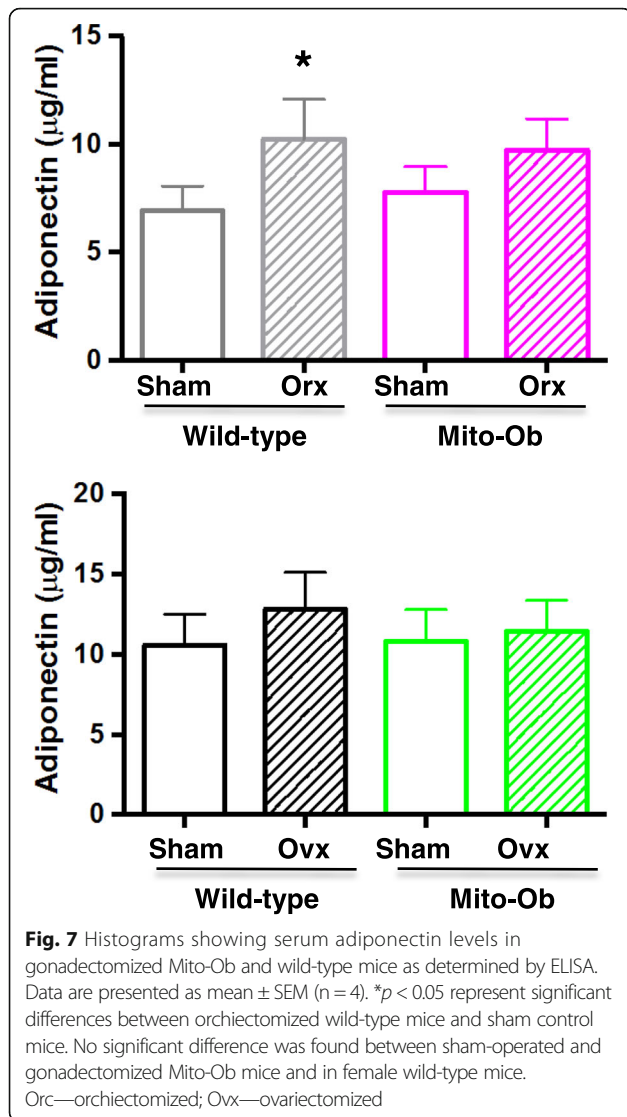 15
*
10
5
0
Adiponectin (µg/ml)
Sham Orx Sham Orx
Wild-type Mito-Ob
20
15
10
5
0
Adiponectin (µg/ml)
Sham Ovx Sham Ovx
Wild-type Mito-Ob
Fig. 7 Histograms showing serum adiponectin levels in
gonadectomized Mito-Ob and wild-type mice as determined by ELISA.
Data are presented as mean ± SEM (n = 4). *p < 0.05 represent significant
differences between orchiectomized wild-type mice and sham control
mice. No significant difference was found between sham-operated and
gonadectomized Mito-Ob mice and in female wild-type mice.
Orc—orchiectomized; Ovx—ovariectomized